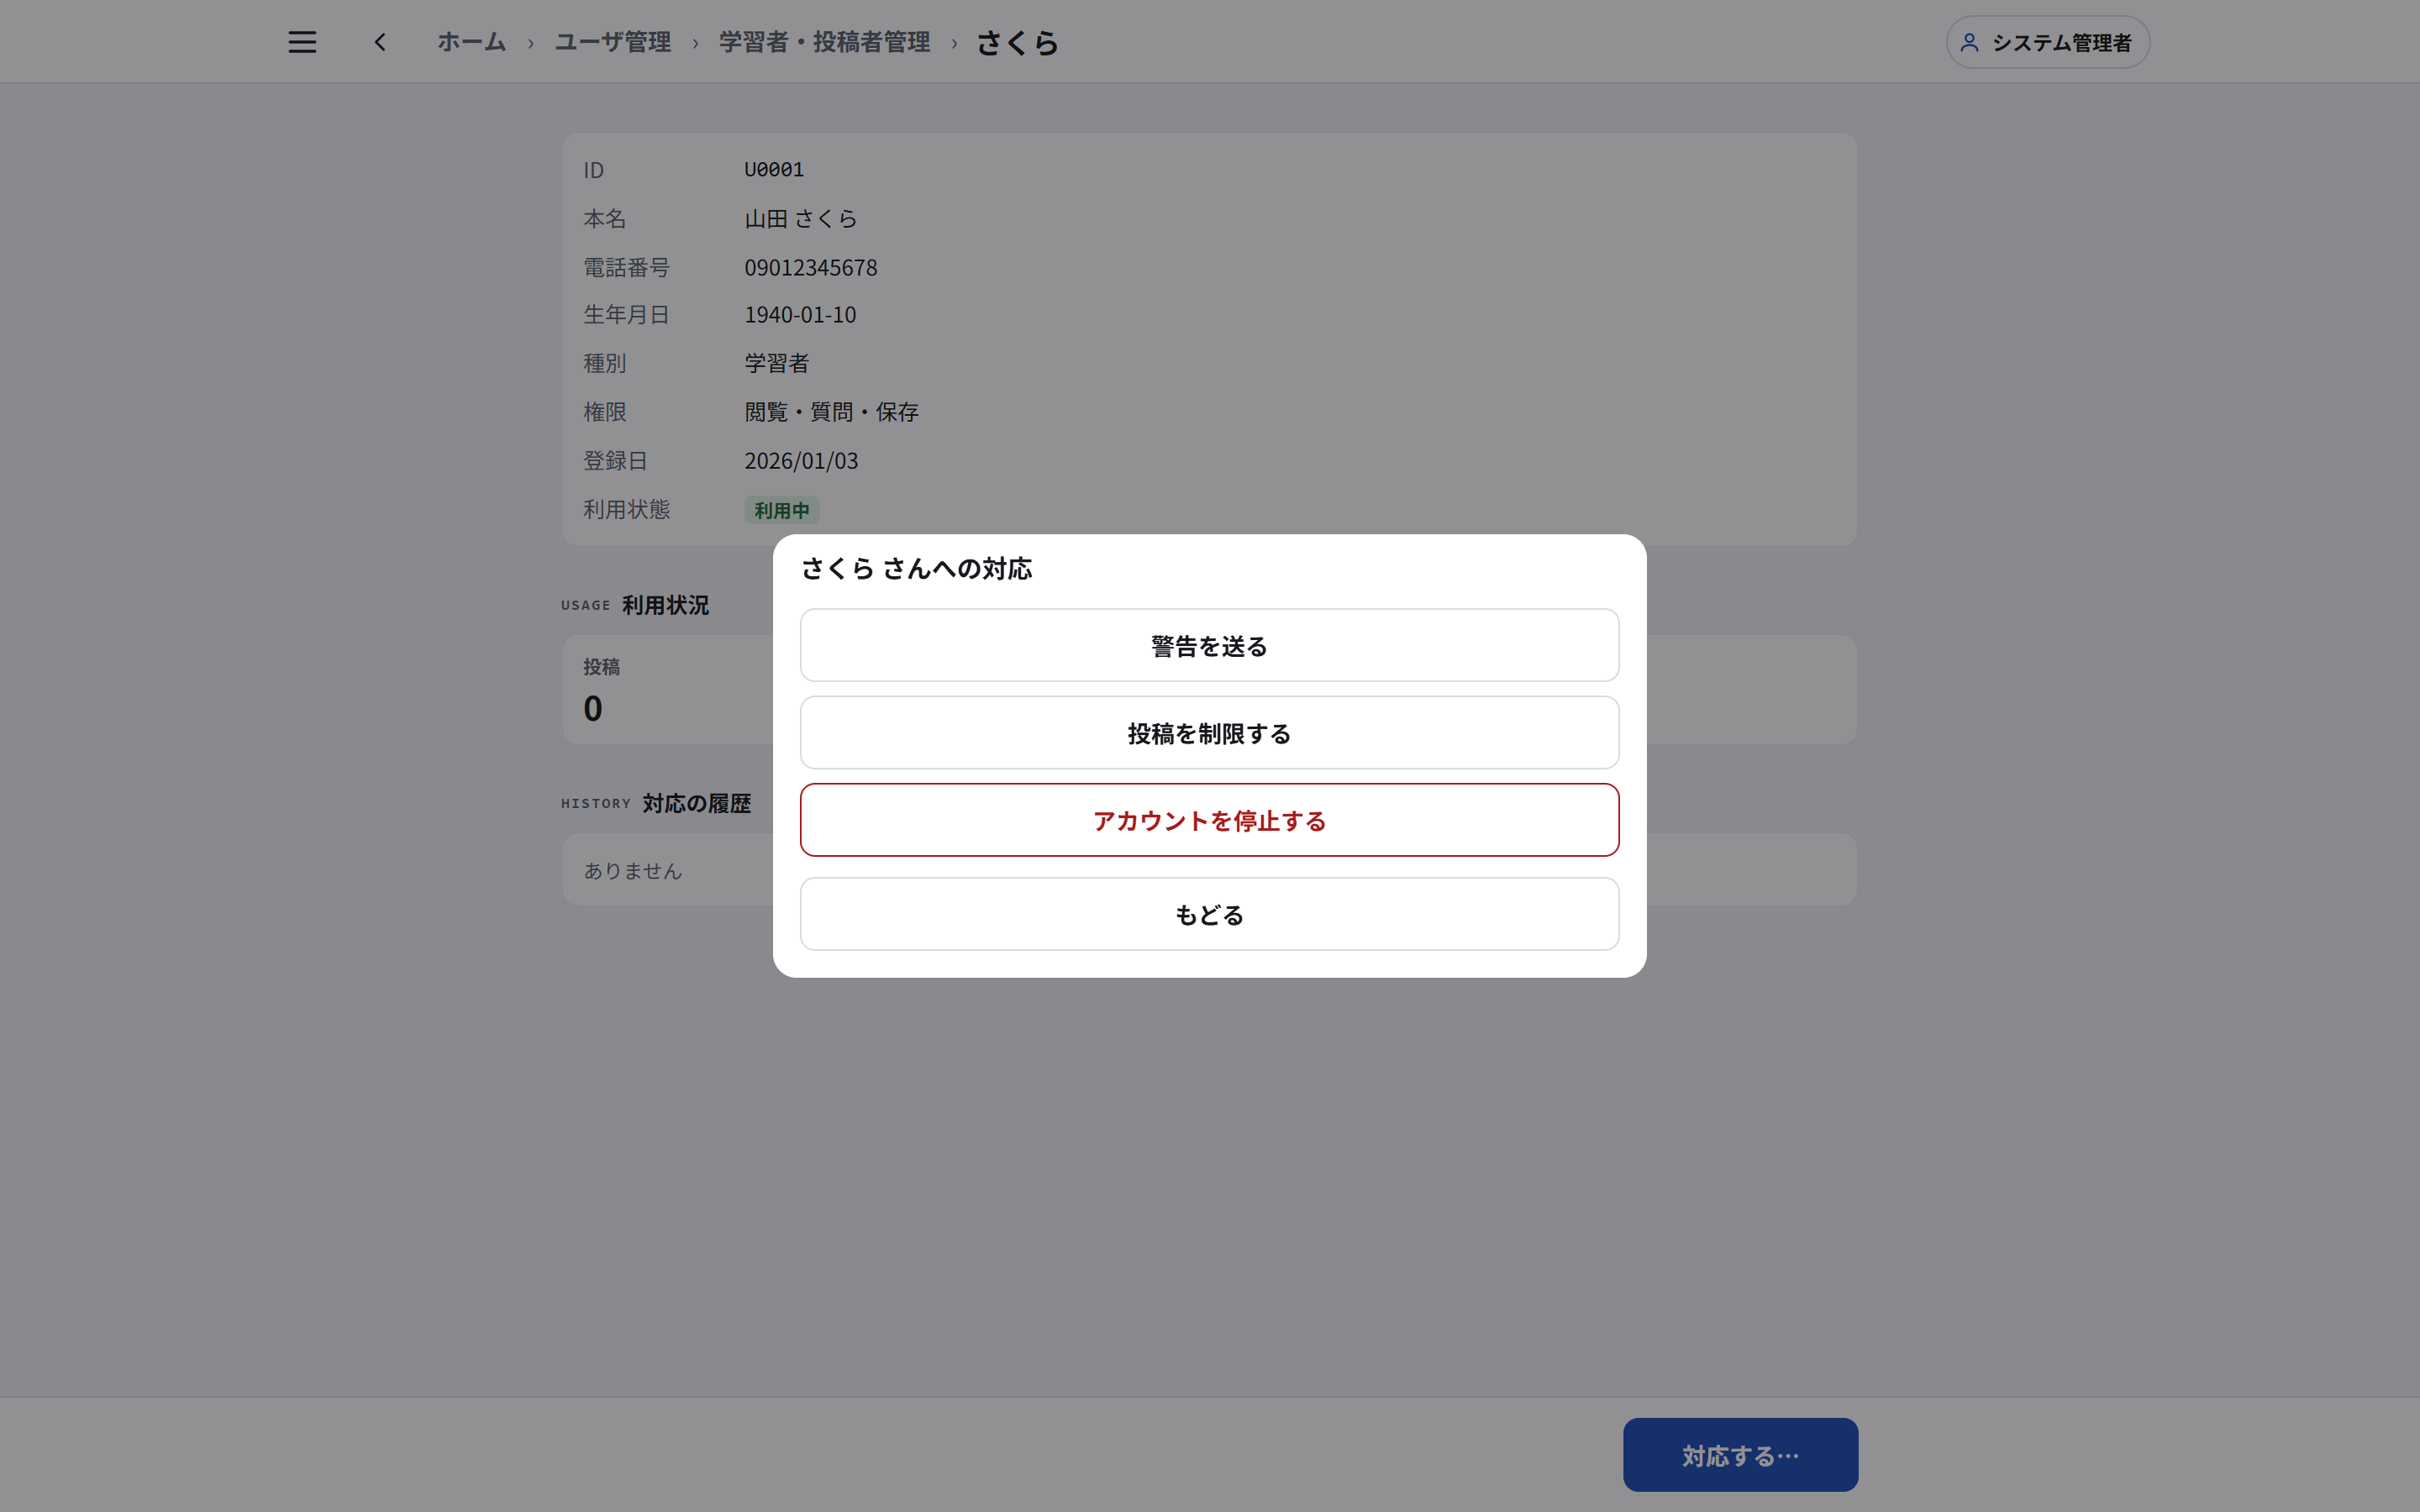 ホーム › ユーザ管理 › 学習者・投稿者管理 › さくら
システム管理者
ID U0001
本名 山田 さくら
電話番号 09012345678
生年月日 1940-01-10
種別 学習者
権限 閲覧・質問・保存
登録日 2026/01/03
利用状態 利用中
USAGE 利用状況
投稿
0
HISTORY 対応の履歴
ありません
さくら さんへの対応
警告を送る
投稿を制限する
アカウントを停止する
もどる
対応する…